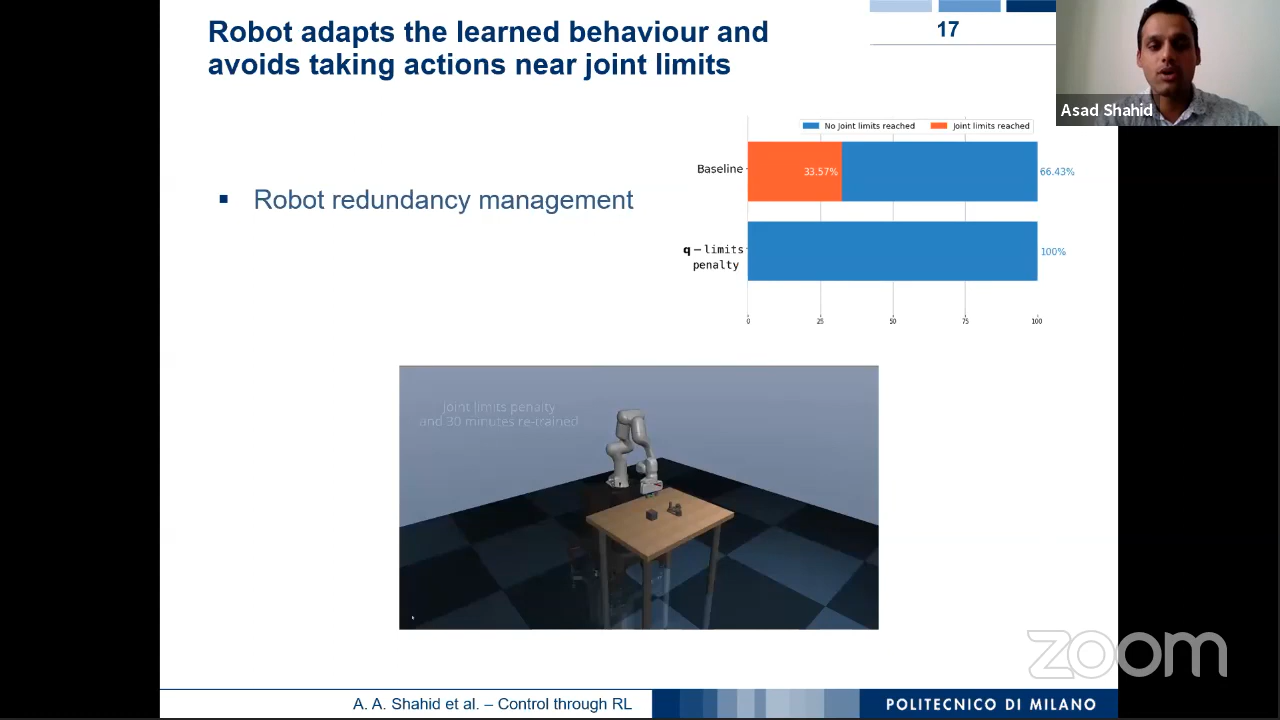 Robot adapts the learned behaviour and
avoids taking actions near joint limits
17
Asad Shahid
▪ Robot redundancy management
No Joint limits reached
Joint limits reached
Baseline
33.57%
66.43%
q – limits
penalty
100%
0 25 50 75 100
Joint limits penalty
and 30 minutes re-trained
zoom
A. A. Shahid et al. – Control through RL
POLITECNICO DI MILANO